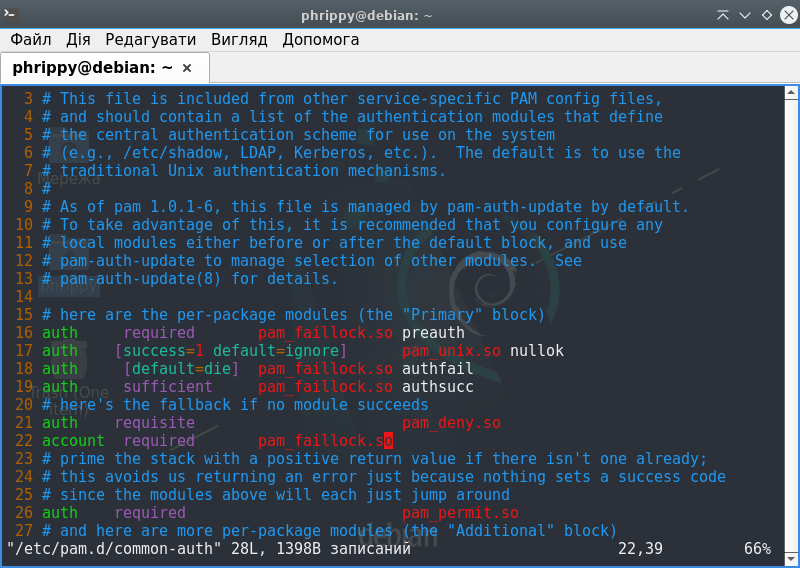 phrippy@debian: ~
Файл Дія Редагувати Вигляд Допомога
phrippy@debian: ~ ×
3 # This file is included from other service-specific PAM config files,
4 # and should contain a list of the authentication modules that define
5 # the central authentication scheme for use on the system
6 # (e.g., /etc/shadow, LDAP, Kerberos, etc.).  The default is to use the
7 # traditional Unix authentication mechanisms.
Мережа
8 #
9 # As of pam 1.0.1-6, this file is managed by pam-auth-update by default.
10 # To take advantage of this, it is recommended that you configure any
11 # local modules either before or after the default block, and use
12 # pam-auth-update to manage selection of other modules.  See
13 # pam-auth-update(8) for details.
phrippy
14
15 # here are the per-package modules (the "Primary" block)
16 auth     required       pam_faillock.so preauth
17 auth    [success=1 default=ignore]      pam_unix.so nullok
18 auth     [default=die]  pam_faillock.so authfail
19 auth     sufficient     pam_faillock.so authsucc
Trash (One
item)
20 # here's the fallback if no module succeeds
21 auth    requisite                       pam_deny.so
22 account  required       pam_faillock.so
23 # prime the stack with a positive return value if there isn't one already;
24 # this avoids us returning an error just because nothing sets a success code
25 # since the modules above will each just jump around
26 auth    required                        pam_permit.so
27 # and here are more per-package modules (the "Additional" block)
debian
"/etc/pam.d/common-auth" 28L, 1398B записаний 22,39 66%